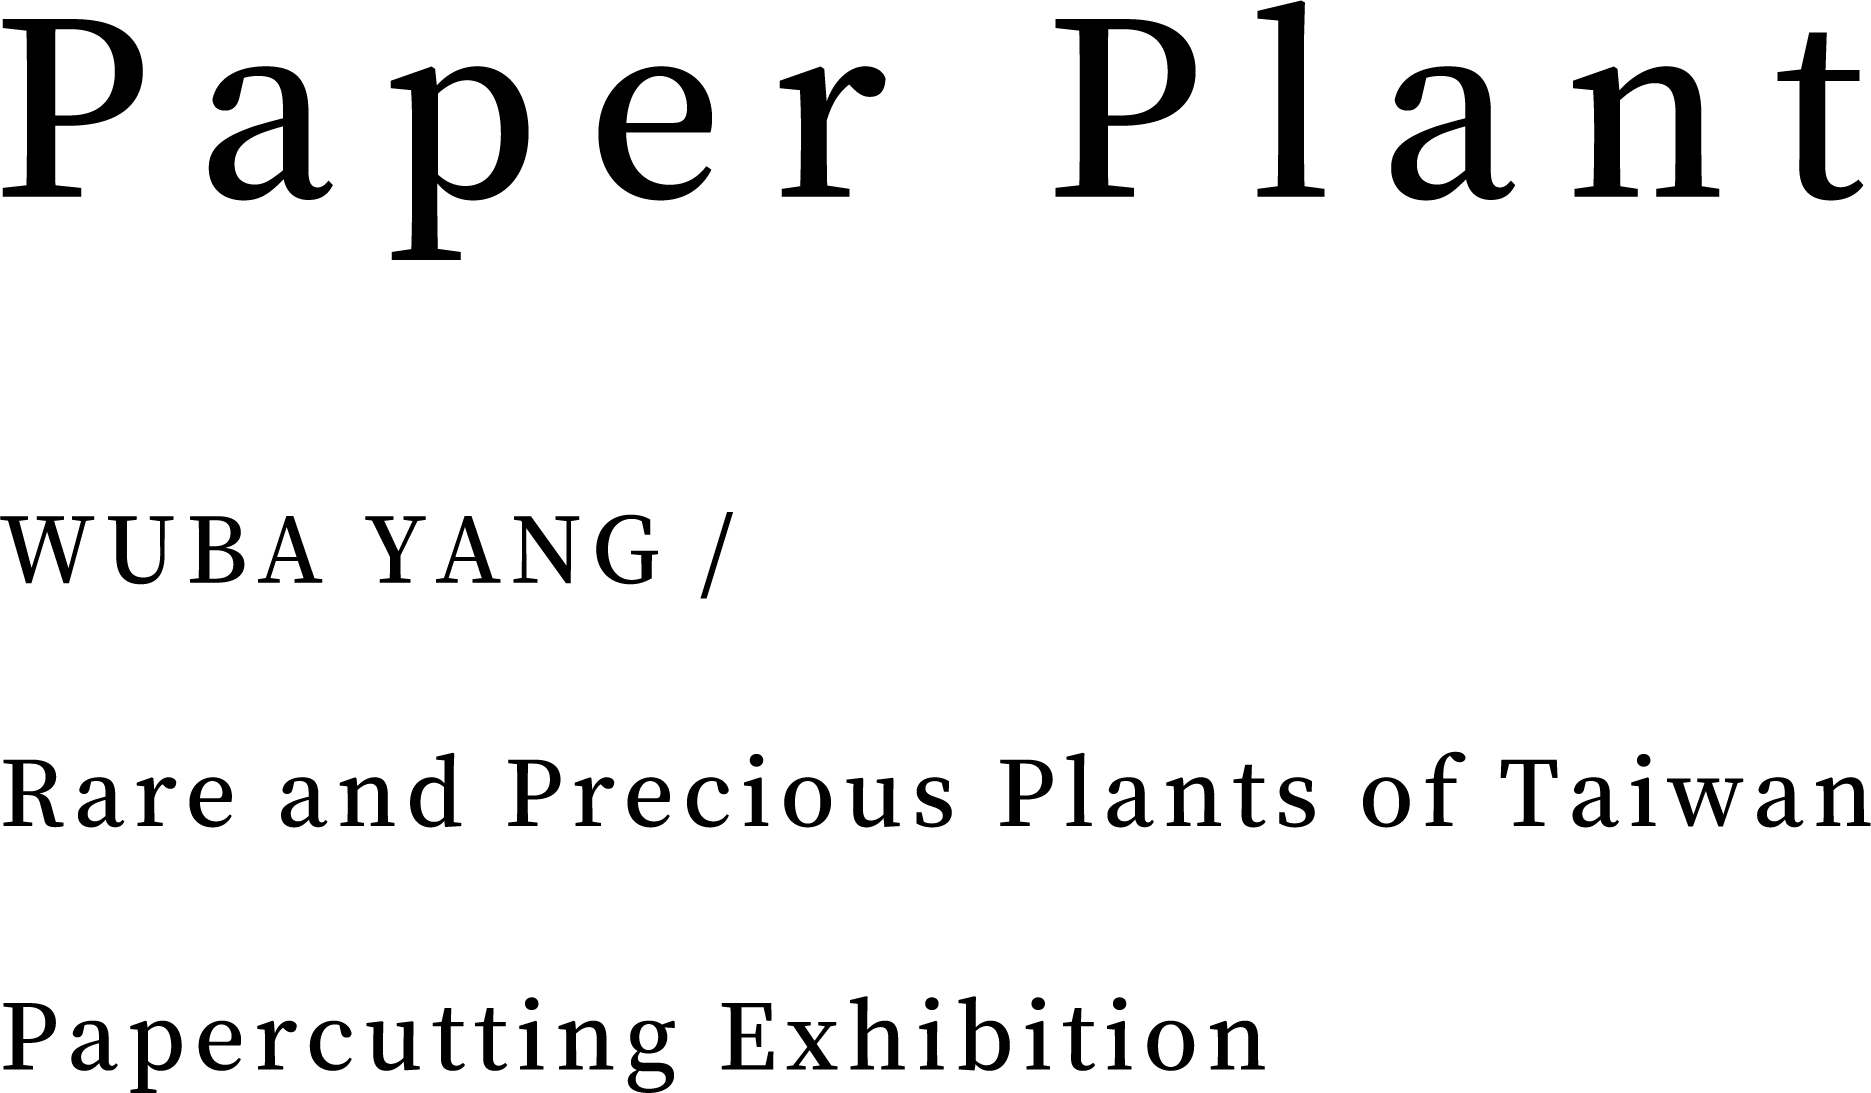 Paper Plant
WUBA YANG /
Rare and Precious Plants of Taiwan
Papercutting Exhibition